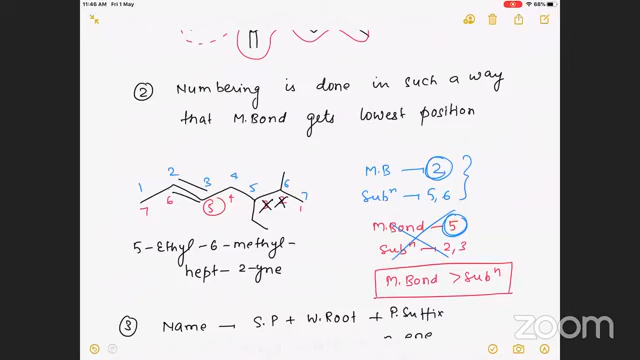 11:46 AM Fri 1 May
68%
② Numbering is done in such a way
that M.Bond gets lowest position
1 2 3 4 5 6 7
7 6 5 4 1
M.B → 2
Subⁿ → 5, 6
M.Bond → 5
Subⁿ → 2, 3
M.Bond > Subⁿ
5-Ethyl-6-methyl-
hept-2-yne
③ Name → S.P + W.Root + P.Suffix
zoom